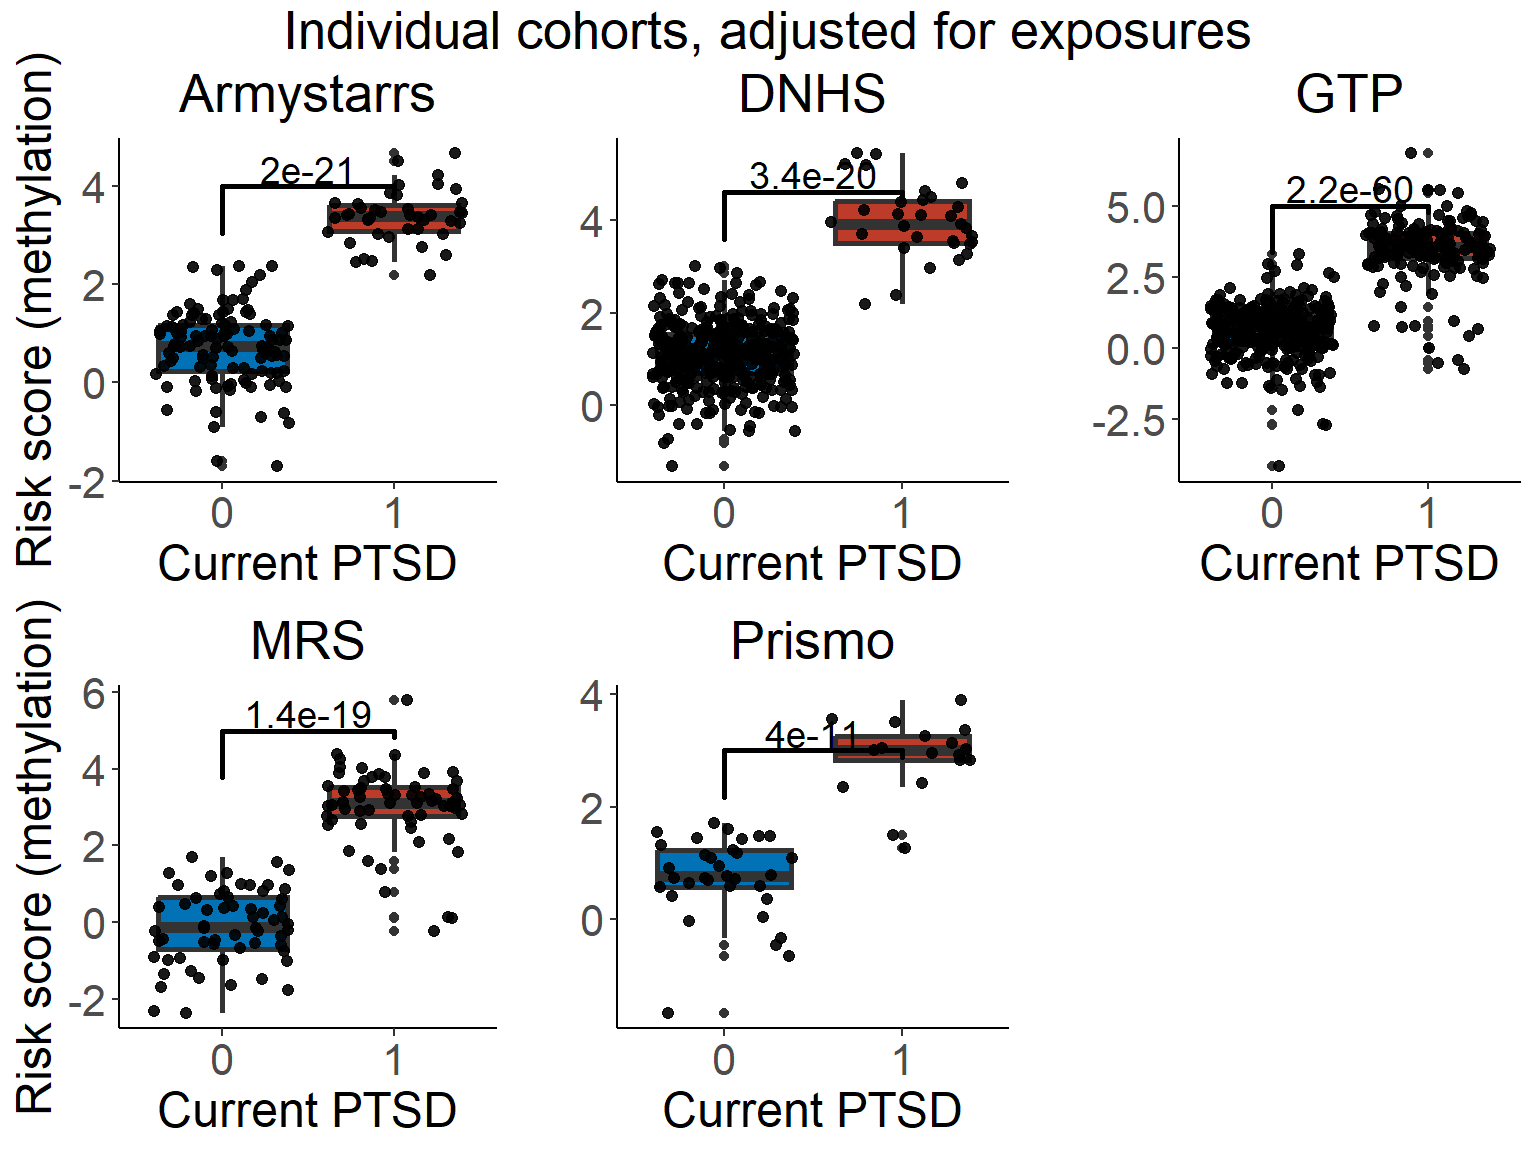 Individual cohorts, adjusted for exposures
Armystarrs
DNHS
GTP
Risk score (methylation)
4
2
0
-2
2e-21
0
1
Current PTSD
4
2
0
3.4e-20
0
1
Current PTSD
5.0
2.5
0.0
-2.5
2.2e-60
0
1
Current PTSD
MRS
Prismo
Risk score (methylation)
6
4
2
0
-2
1.4e-19
0
1
Current PTSD
4
2
0
4e-11
0
1
Current PTSD